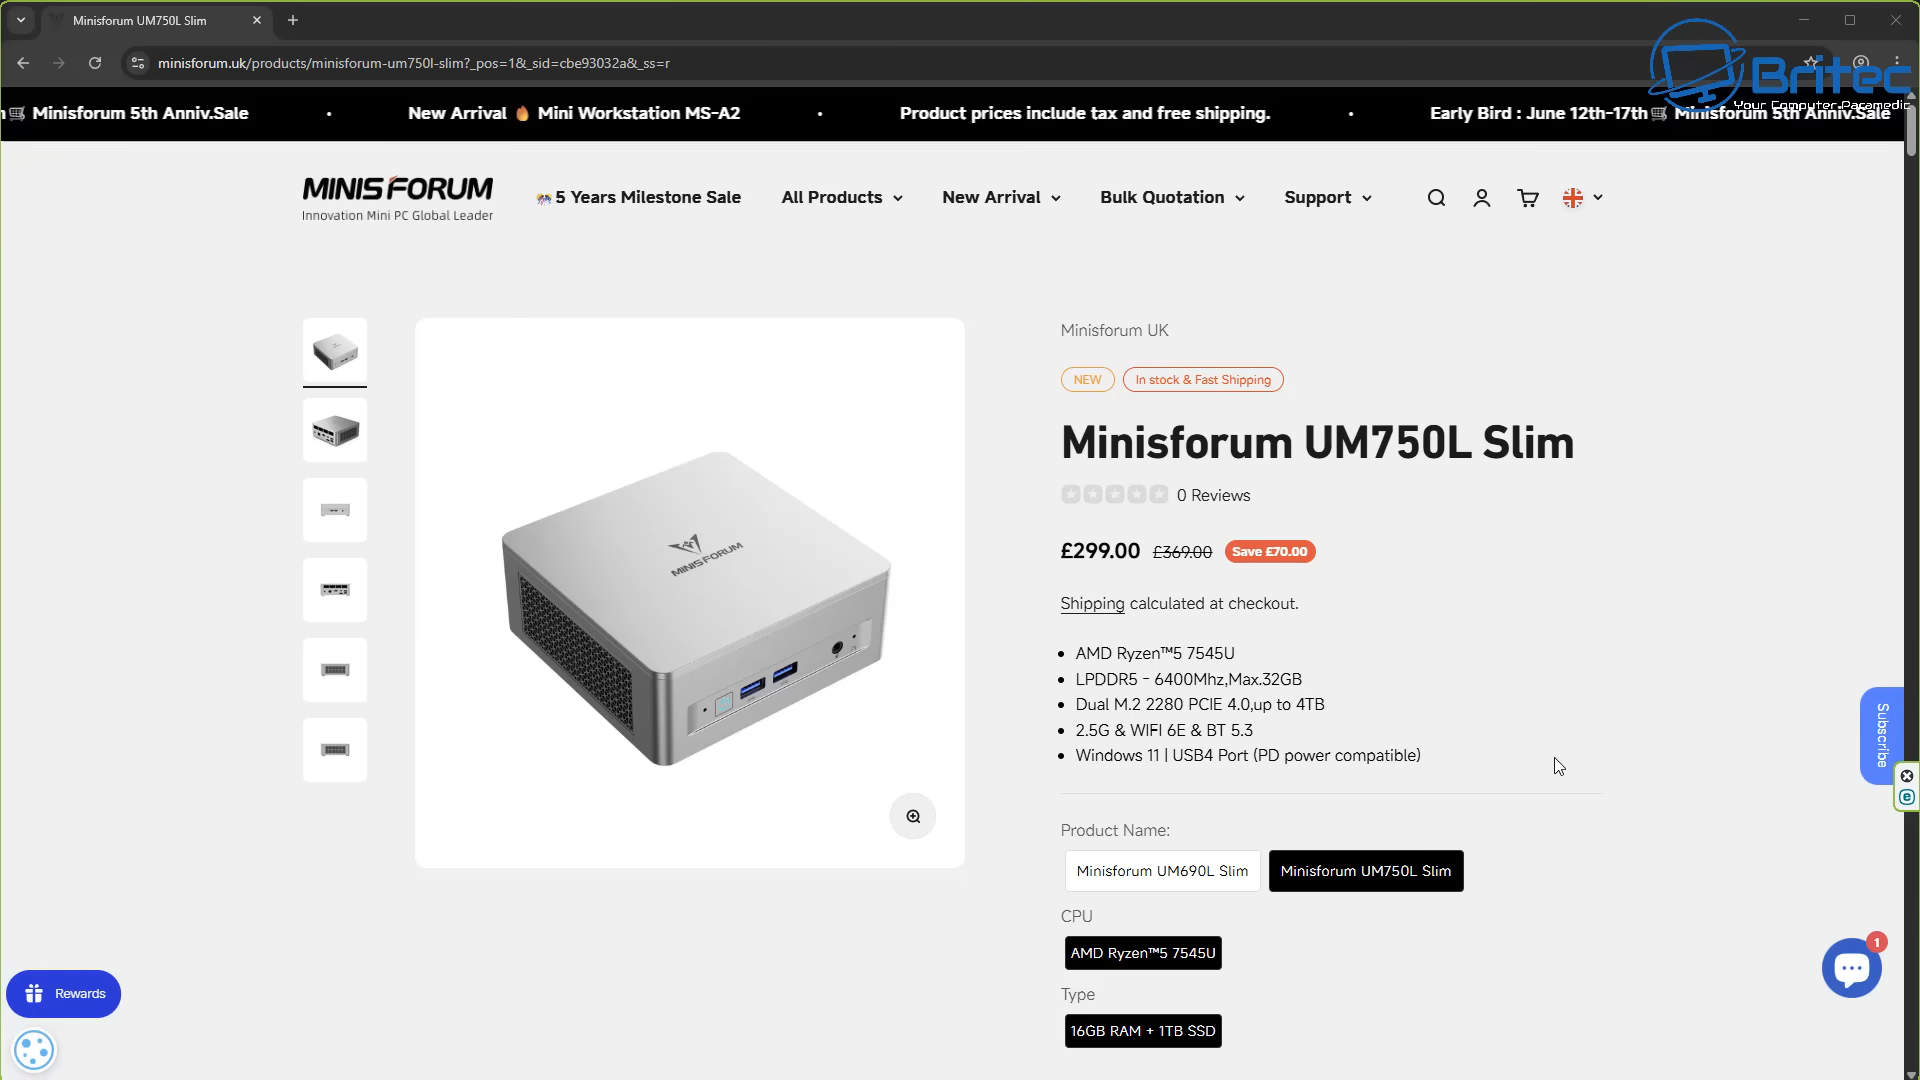 Minisforum UM750L Slim
minisforum.uk/products/minisforum-um750l-slim?_pos=1&_sid=cbe93032a&_ss=r
Britec
Your Computer Paramedic
Minisforum 5th Anniv.Sale • New Arrival 🔥 Mini Workstation MS-A2 • Product prices include tax and free shipping. • Early Bird : June 12th-17th Minisforum 5th Anniv.Sale
MINISFORUM
Innovation Mini PC Global Leader
5 Years Milestone Sale
All Products
New Arrival
Bulk Quotation
Support
Minisforum UK
NEW
In stock & Fast Shipping
Minisforum UM750L Slim
0 Reviews
£299.00 £369.00 Save £70.00
Shipping calculated at checkout.
• AMD Ryzen™5 7545U
• LPDDR5 - 6400Mhz,Max.32GB
• Dual M.2 2280 PCIE 4.0,up to 4TB
• 2.5G & WIFI 6E & BT 5.3
• Windows 11 | USB4 Port (PD power compatible)
MINISFORUM
Subscribe
Product Name:
Minisforum UM690L Slim
Minisforum UM750L Slim
CPU
AMD Ryzen™5 7545U
Type
16GB RAM + 1TB SSD
Rewards
1